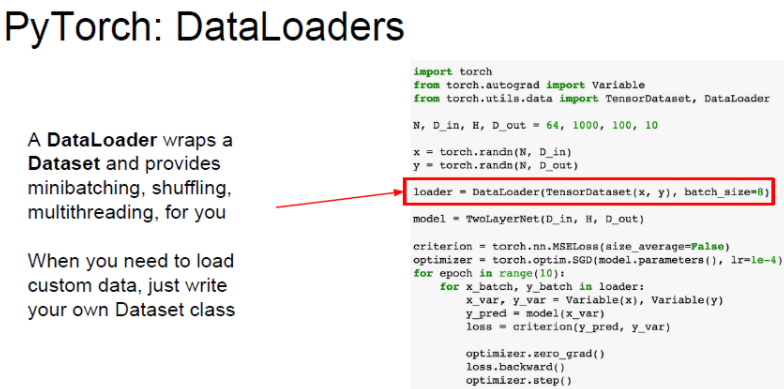 PyTorch: DataLoaders
A DataLoader wraps a
Dataset and provides
minibatching, shuffling,
multithreading, for you
When you need to load
custom data, just write
your own Dataset class
import torch
from torch.autograd import Variable
from torch.utils.data import TensorDataset, DataLoader
N, D_in, H, D_out = 64, 1000, 100, 10
x = torch.randn(N, D_in)
y = torch.randn(N, D_out)
loader = DataLoader(TensorDataset(x, y), batch_size=8)
model = TwoLayerNet(D_in, H, D_out)
criterion = torch.nn.MSELoss(size_average=False)
optimizer = torch.optim.SGD(model.parameters(), lr=1e-4)
for epoch in range(10):
    for x_batch, y_batch in loader:
        x_var, y_var = Variable(x), Variable(y)
        y_pred = model(x_var)
        loss = criterion(y_pred, y_var)
        optimizer.zero_grad()
        loss.backward()
        optimizer.step()